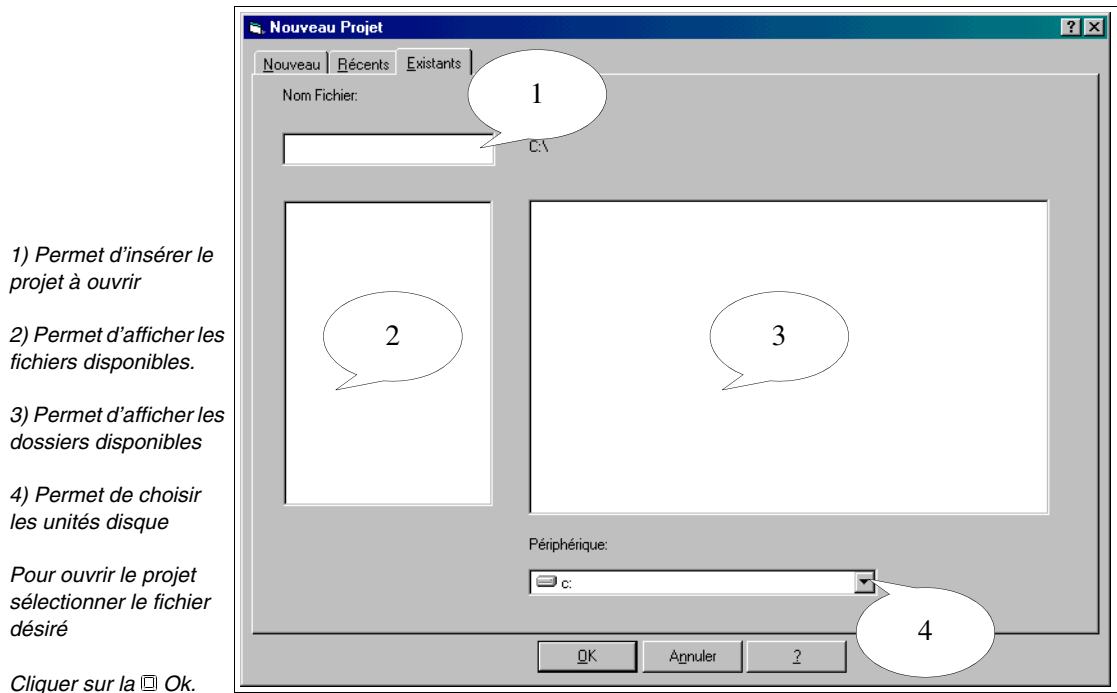 1) Permet d'insérer le
projet à ouvrir
2) Permet d'afficher les
fichiers disponibles.
3) Permet d'afficher les
dossiers disponibles
4) Permet de choisir
les unités disque
Pour ouvrir le projet
sélectionner le fichier
désiré
Cliquer sur la Ok.
Nouveau Projet
Nouveau Récents Existants
Nom Fichier:
1
C:\
2
3
Périphérique:
c:
4
OK Annuler ?